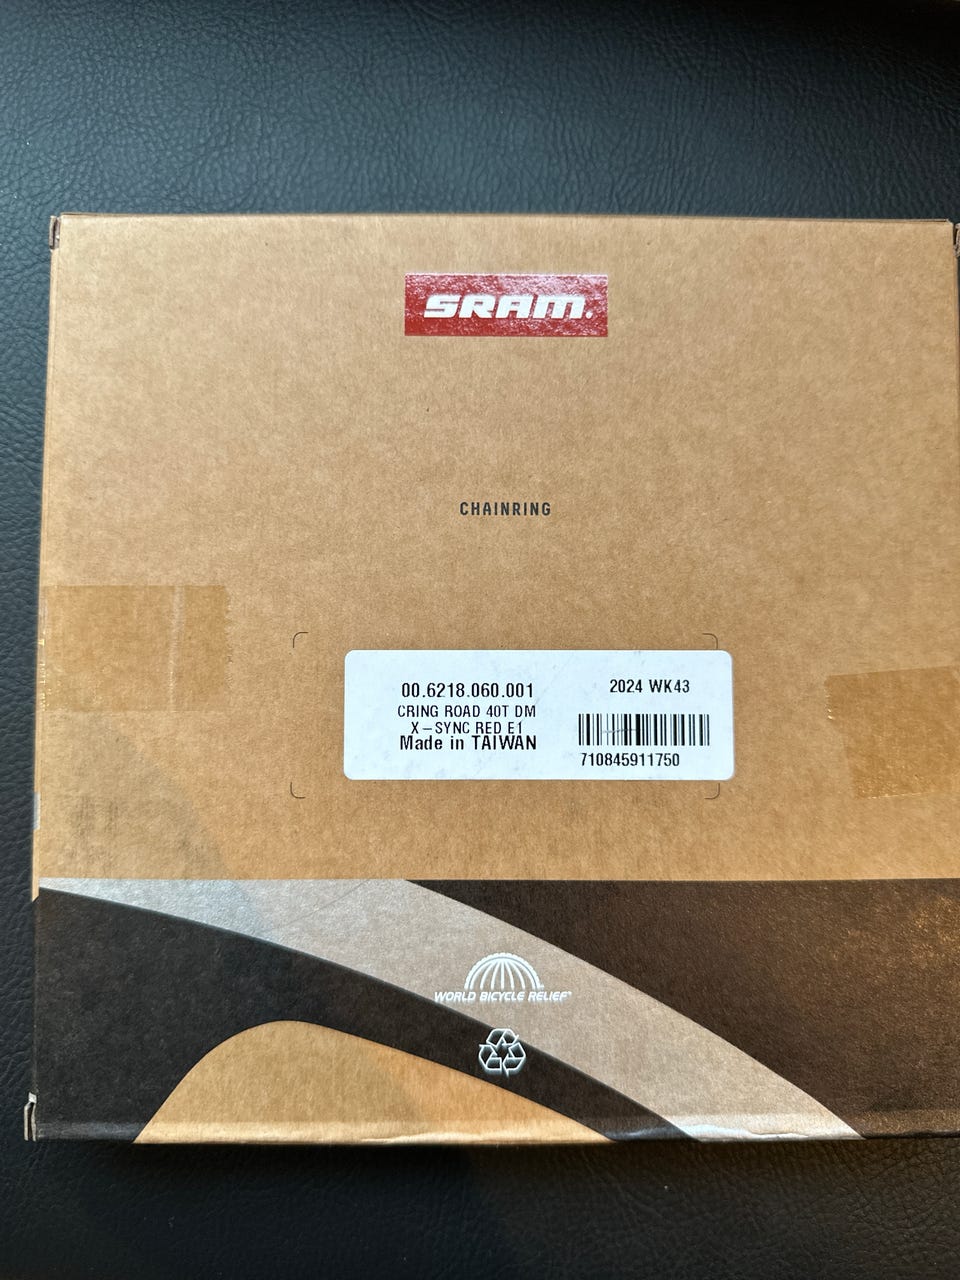 SRAM.
CHAINRING
00.6218.060.001
2024 WK43
CRING ROAD 40T DM
X-SYNC RED E1
Made in TAIWAN
710845911750
WORLD BICYCLE RELIEF